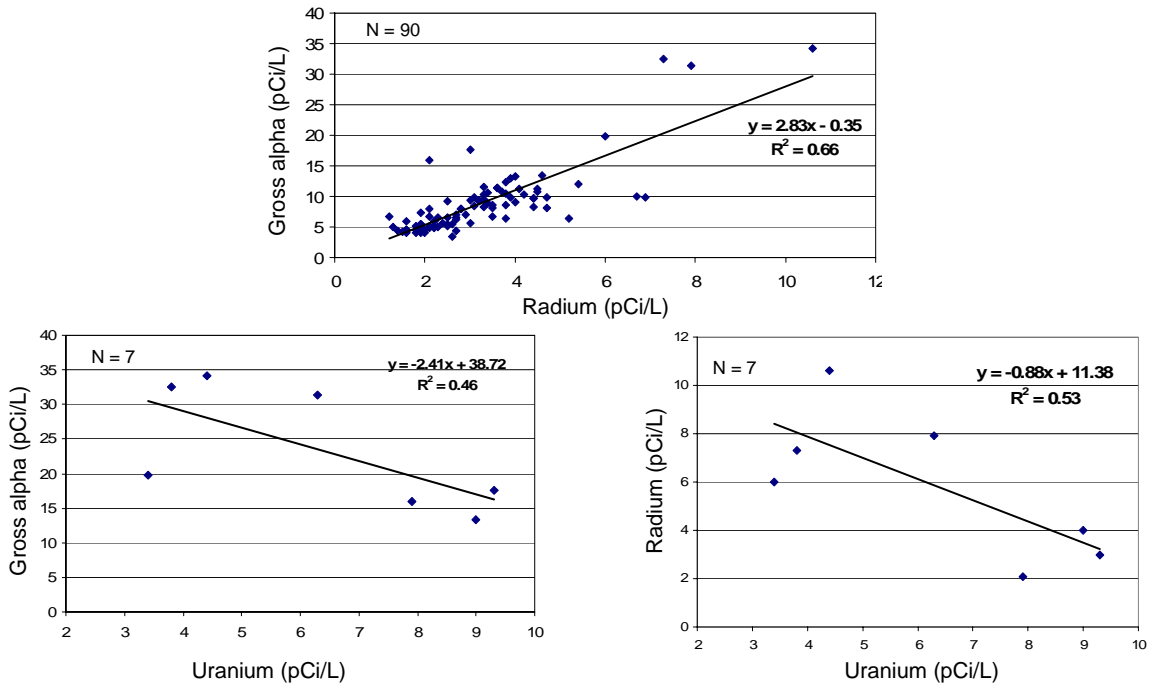 N = 90
Gross alpha (pCi/L)
40
35
30
25
20
15
10
5
0
y = 2.83x - 0.35
R² = 0.66
0 2 4 6 8 10 12
Radium (pCi/L)
N = 7
Gross alpha (pCi/L)
40
35
30
25
20
15
10
5
0
y = -2.41x + 38.72
R² = 0.46
2 3 4 5 6 7 8 9 10
Uranium (pCi/L)
N = 7
Radium (pCi/L)
12
10
8
6
4
2
0
y = -0.88x + 11.38
R² = 0.53
2 3 4 5 6 7 8 9 10
Uranium (pCi/L)